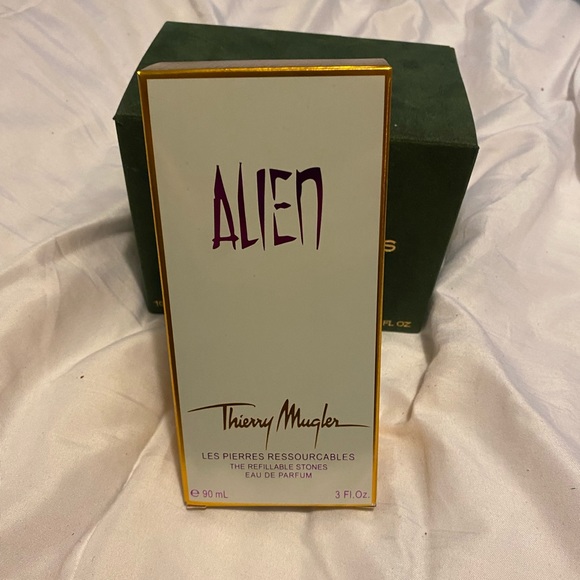 ALIEN
Thierry Mugler
LES PIERRES RESSOURCABLES
THE REFILLABLE STONES
EAU DE PARFUM
℮ 90 mL 3 Fl.Oz.
FL OZ